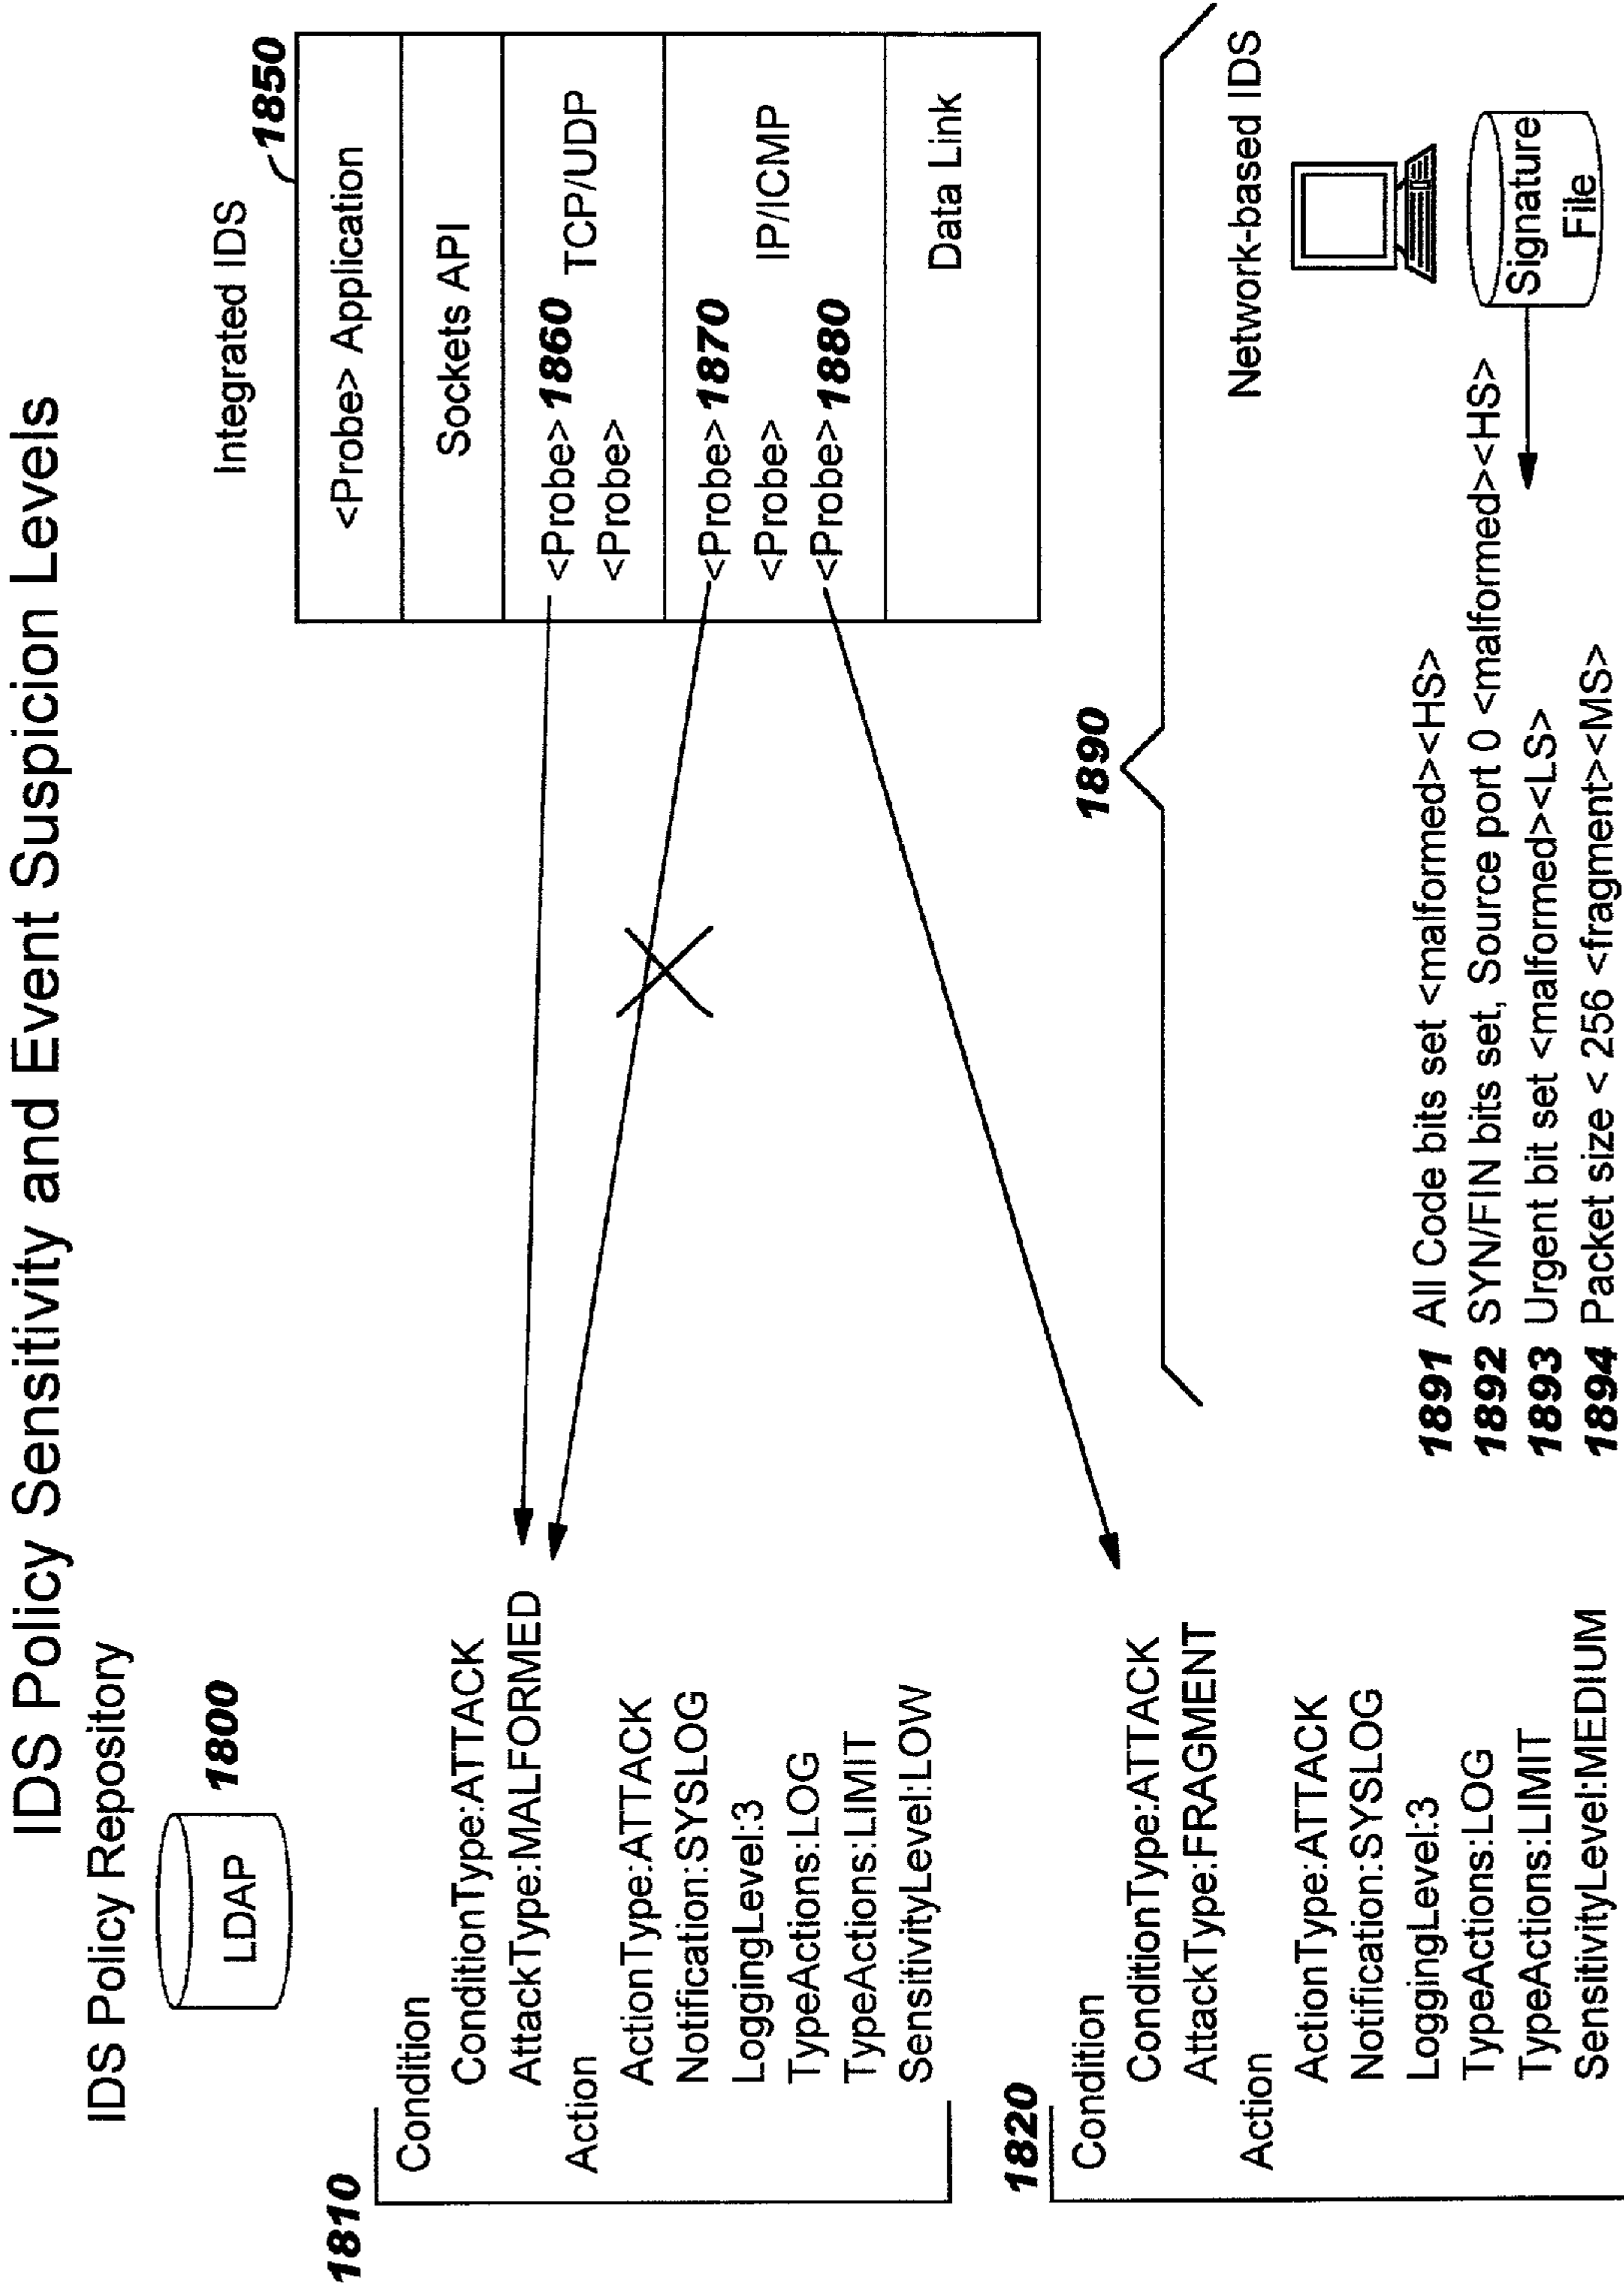 IDS Policy Sensitivity and Event Suspicion Levels
IDS Policy Repository
LDAP
1800
1810
Condition
ConditionType:ATTACK
AttackType:MALFORMED
Action
ActionType:ATTACK
Notification:SYSLOG
LoggingLevel:3
TypeActions:LOG
TypeActions:LIMIT
SensitivityLevel:LOW
1820
Condition
ConditionType:ATTACK
AttackType:FRAGMENT
Action
ActionType:ATTACK
Notification:SYSLOG
LoggingLevel:3
TypeActions:LOG
TypeActions:LIMIT
SensitivityLevel:MEDIUM
Integrated IDS
1850
<Probe> Application
Sockets API
<Probe> 1860 TCP/UDP
<Probe>
<Probe> 1870
<Probe> IP/ICMP
<Probe> 1880
Data Link
1890
Network-based IDS
Signature
File
1891 All Code bits set <malformed><HS>
1892 SYN/FIN bits set, Source port 0 <malformed><HS>
1893 Urgent bit set <malformed><LS>
1894 Packet size < 256 <fragment><MS>